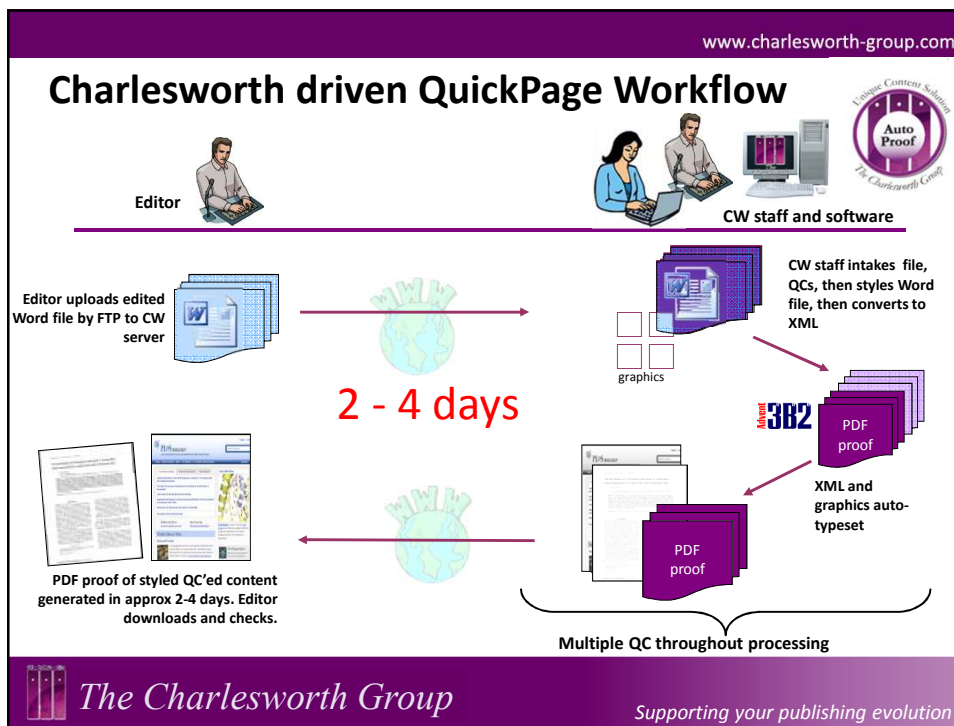 www.charlesworth-group.com
Charlesworth driven QuickPage Workflow
Unique Content Solution
Auto
Proof
The Charlesworth Group
Editor
CW staff and software
Editor uploads edited
Word file by FTP to CW
server
W
WWW
W
graphics
CW staff intakes file,
QCs, then styles Word
file, then converts to
XML
2 - 4 days
Advent
3B2
PDF
proof
XML and
graphics auto-
typeset
WWW
PDF
proof
PDF proof of styled QC'ed content
generated in approx 2-4 days. Editor
downloads and checks.
Multiple QC throughout processing
The Charlesworth Group
Supporting your publishing evolution